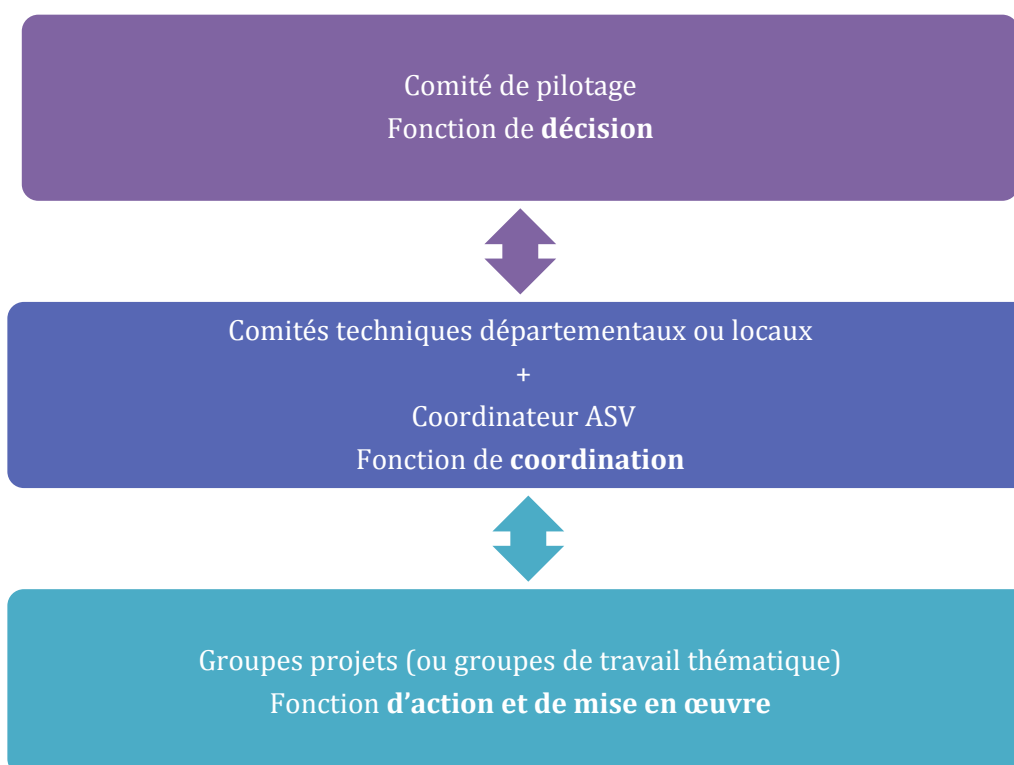 Comité de pilotage
Fonction de décision
Comités techniques départementaux ou locaux
+
Coordinateur ASV
Fonction de coordination
Groupes projets (ou groupes de travail thématique)
Fonction d’action et de mise en œuvre